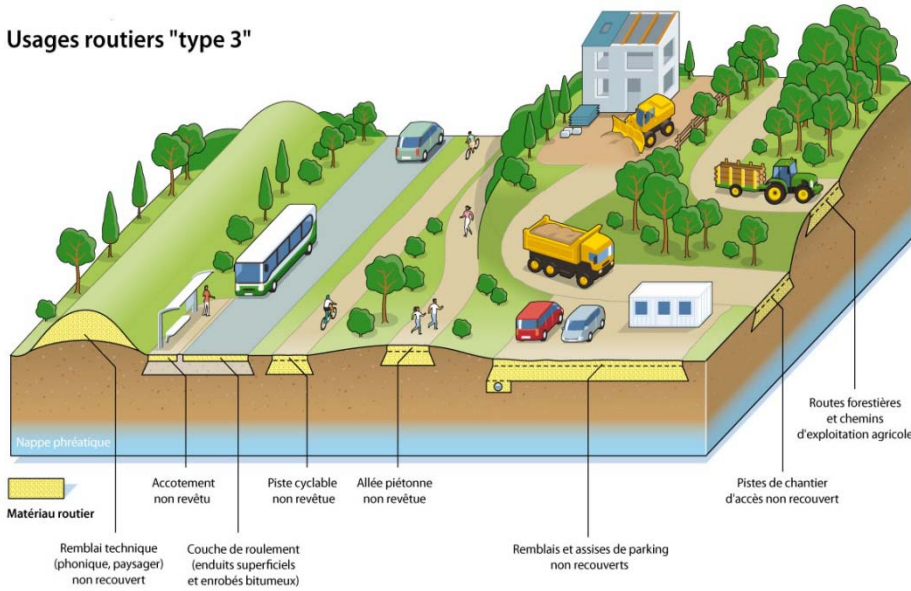 Usages routiers "type 3"
Nappe phréatique
Matériau routier
Remblai technique
(phonique, paysager)
non recouvert
Accotement
non revêtu
Couche de roulement
(enduits superficiels
et enrobés bitumeux)
Piste cyclable
non revêtue
Allée piétonne
non revêtue
Remblais et assises de parking
non recouverts
Pistes de chantier
d'accès non recouvert
Routes forestières
et chemins
d'exploitation agricole